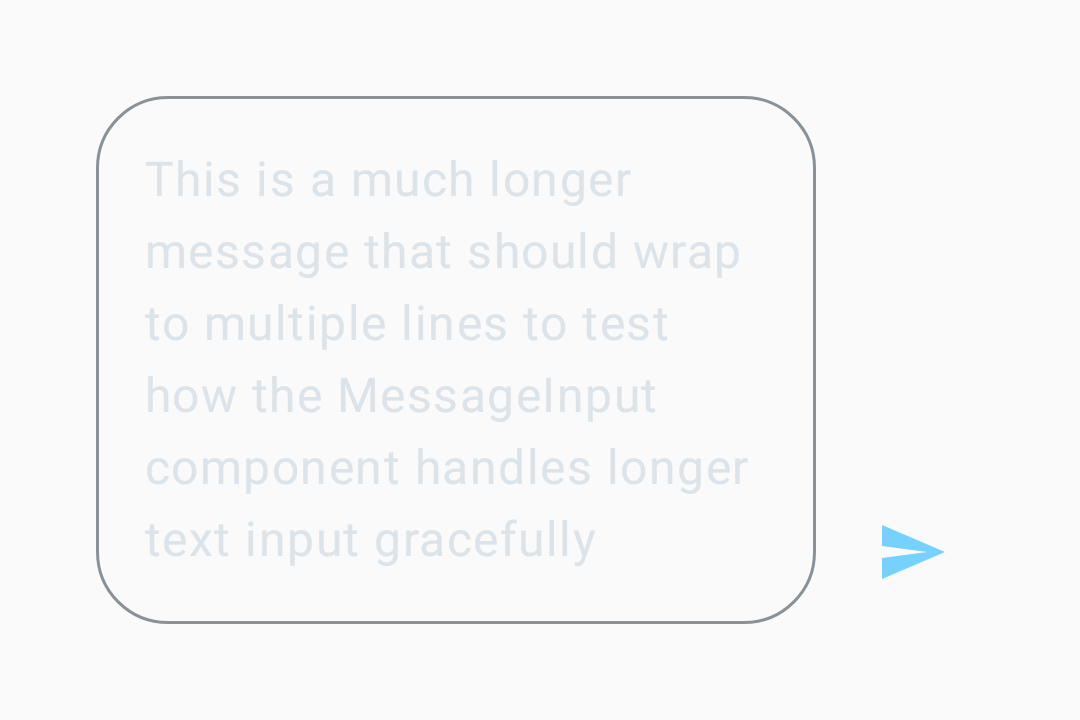 This is a much longer
message that should wrap
to multiple lines to test
how the MessageInput
component handles longer
text input gracefully